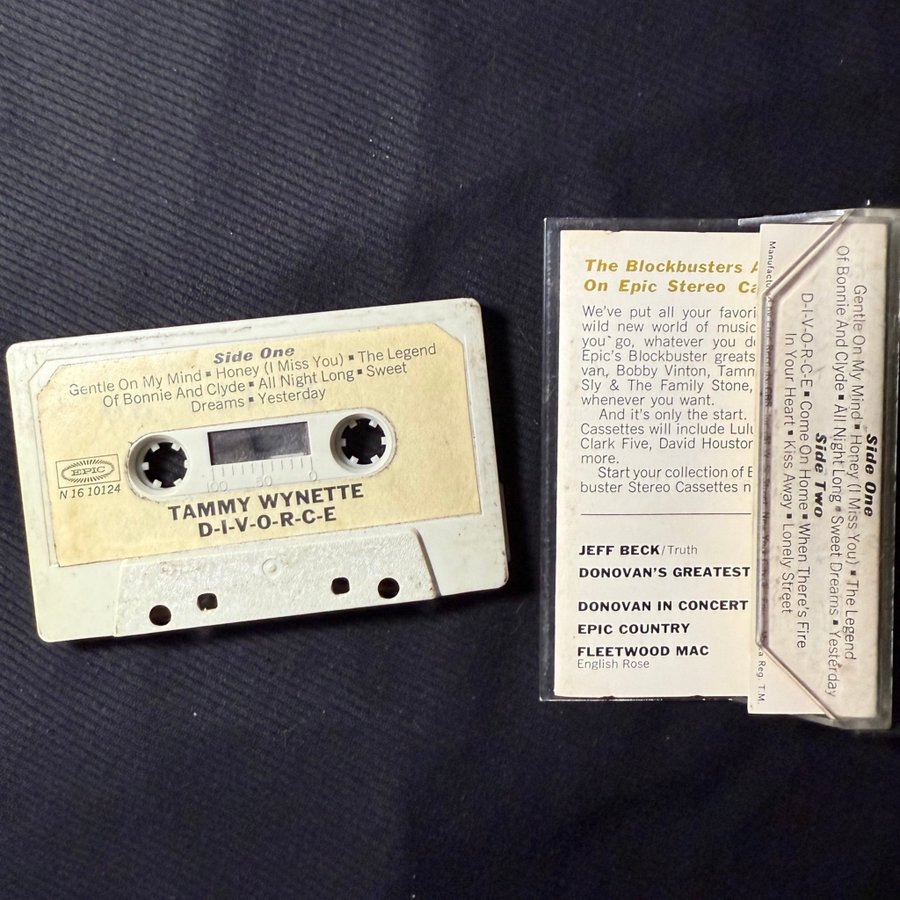 Side One
Gentle On My Mind ▪ Honey (I Miss You) ▪ The Legend
Of Bonnie And Clyde ▪ All Night Long ▪ Sweet
Dreams ▪ Yesterday
EPIC
N 16 10124
100 50 0
TAMMY WYNETTE
D-I-V-O-R-C-E
The Blockbusters A
On Epic Stereo Ca
We've put all your favori
wild new world of music
you go, whatever you do
Epic's Blockbuster greats
van, Bobby Vinton, Tamm
Sly & The Family Stone,
whenever you want.
And it's only the start.
Cassettes will include Lulu
Clark Five, David Houston
more.
Start your collection of E
buster Stereo Cassettes n
JEFF BECK/Truth
DONOVAN'S GREATEST
DONOVAN IN CONCERT
EPIC COUNTRY
FLEETWOOD MAC
English Rose
Side One
Gentle On My Mind ▪ Honey (I Miss You) ▪ The Legend
Of Bonnie And Clyde ▪ All Night Long ▪ Sweet Dreams ▪ Yesterday
Side Two
D-I-V-O-R-C-E ▪ Come On Home ▪ When There's Fire
In Your Heart ▪ Kiss Away ▪ Lonely Street
Reg. T.M.